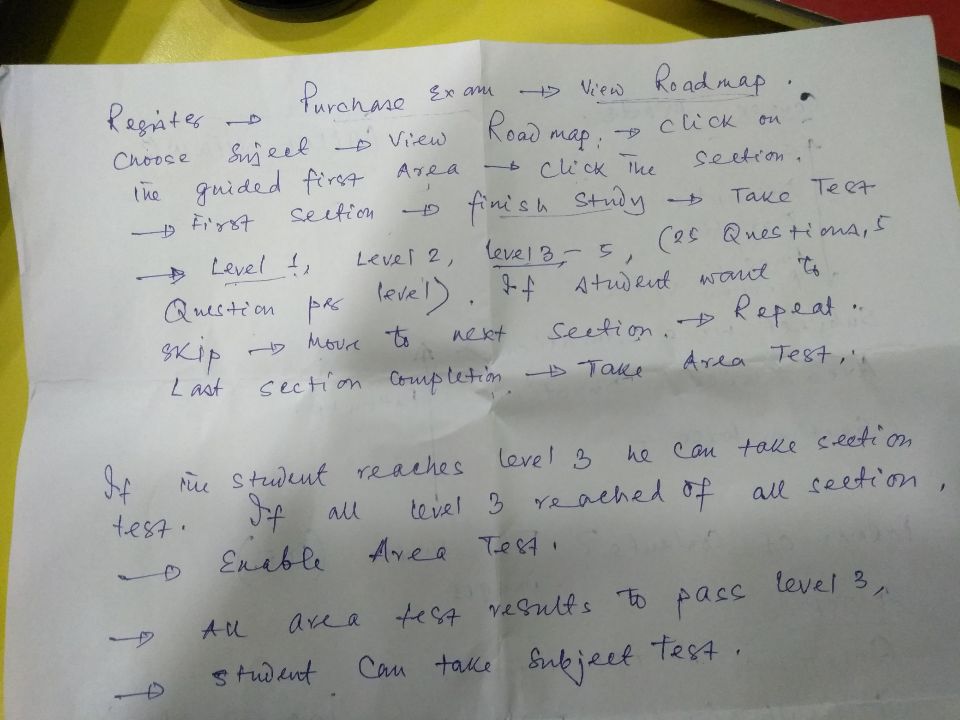 Register → Purchase Exam → View Roadmap.
Choose Suject → View Road map. → Click on
The guided first Area → Click The Section.
→ First section → finish Study → Take Test
→ Level 1, Level 2, Level 3 - 5, (25 Questions, 5
Question per level). If student want to
Skip → Move to next section. → Repeat.
Last section completion → Take Area Test.
If The student reaches level 3 he can take section
test. If all level 3 reached of all section,
→ Enable Area Test.
→ All area test results to pass level 3,
→ student can take Subject Test.